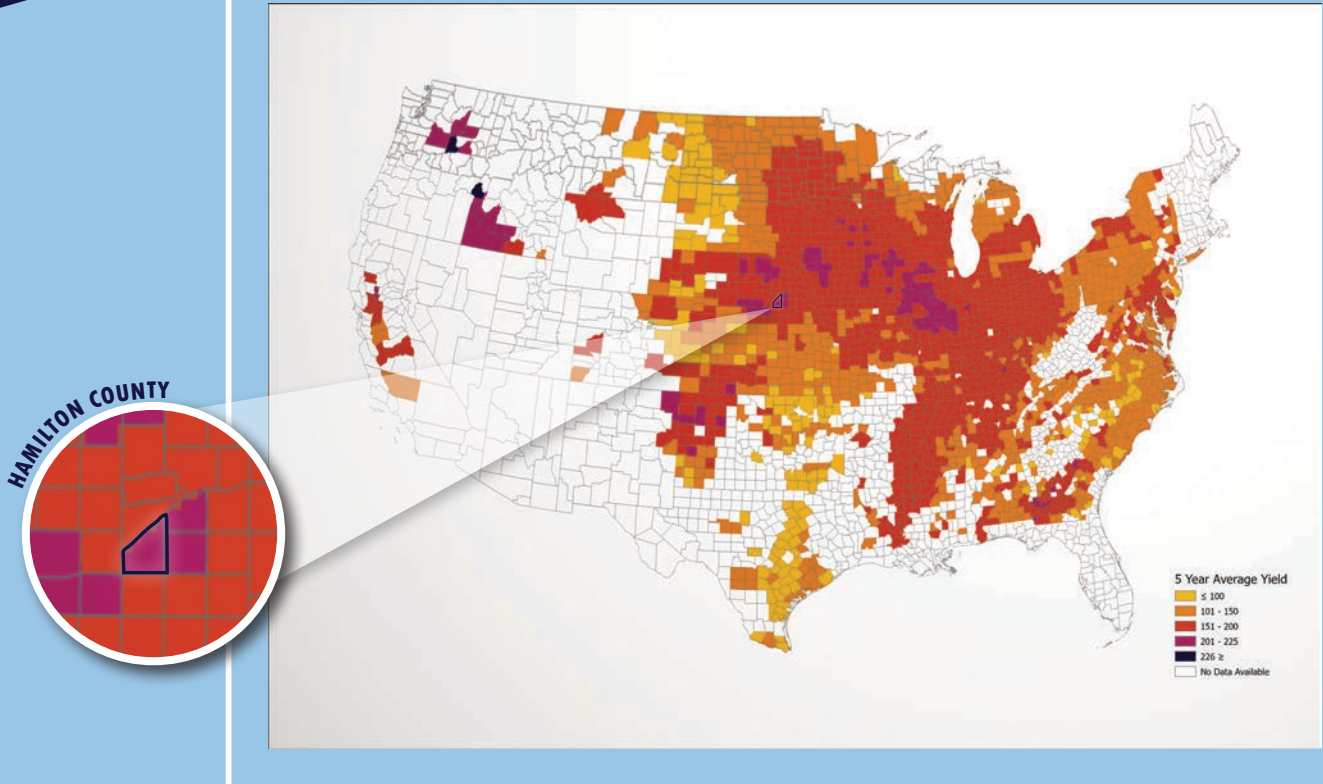 HAMILTON COUNTY
5 Year Average Yield
≤ 100
101 - 150
151 - 200
201 - 225
226 ≥
No Data Available